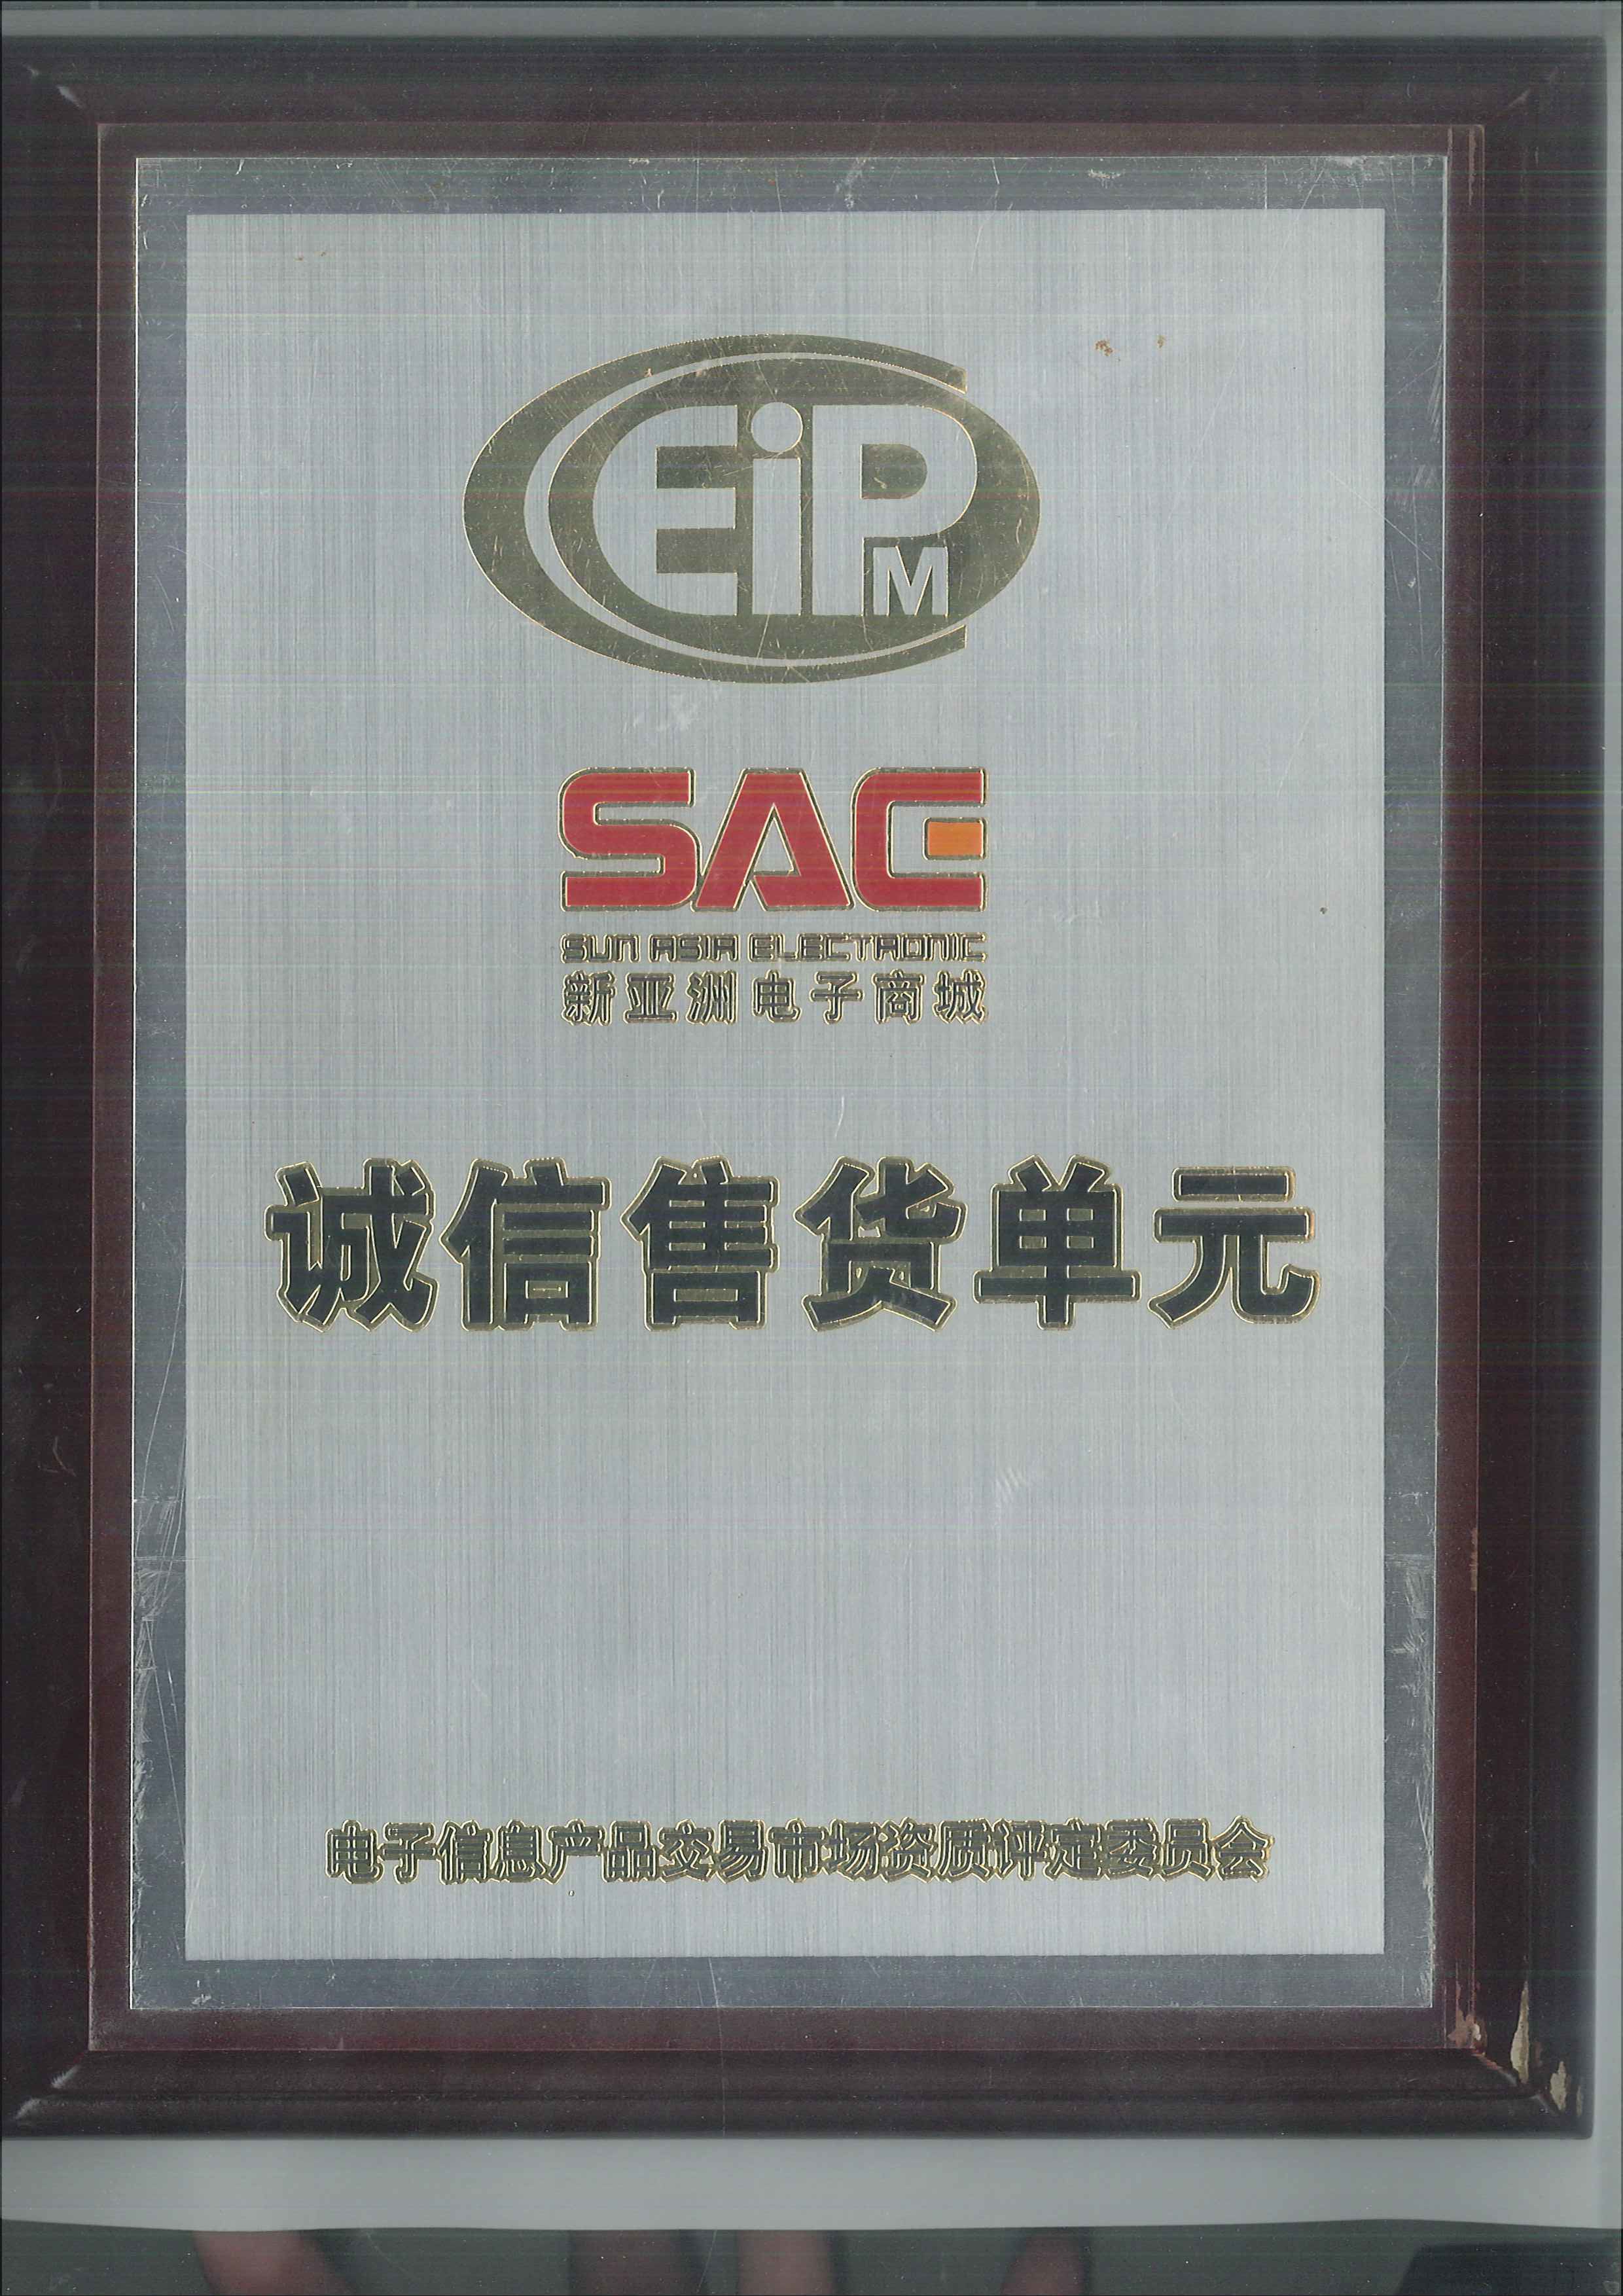 EiPM
SAE
SUN ASIA ELECTRONIC
新亚洲电子商城
诚信售货单元
电子信息产品交易市场资质评定委员会